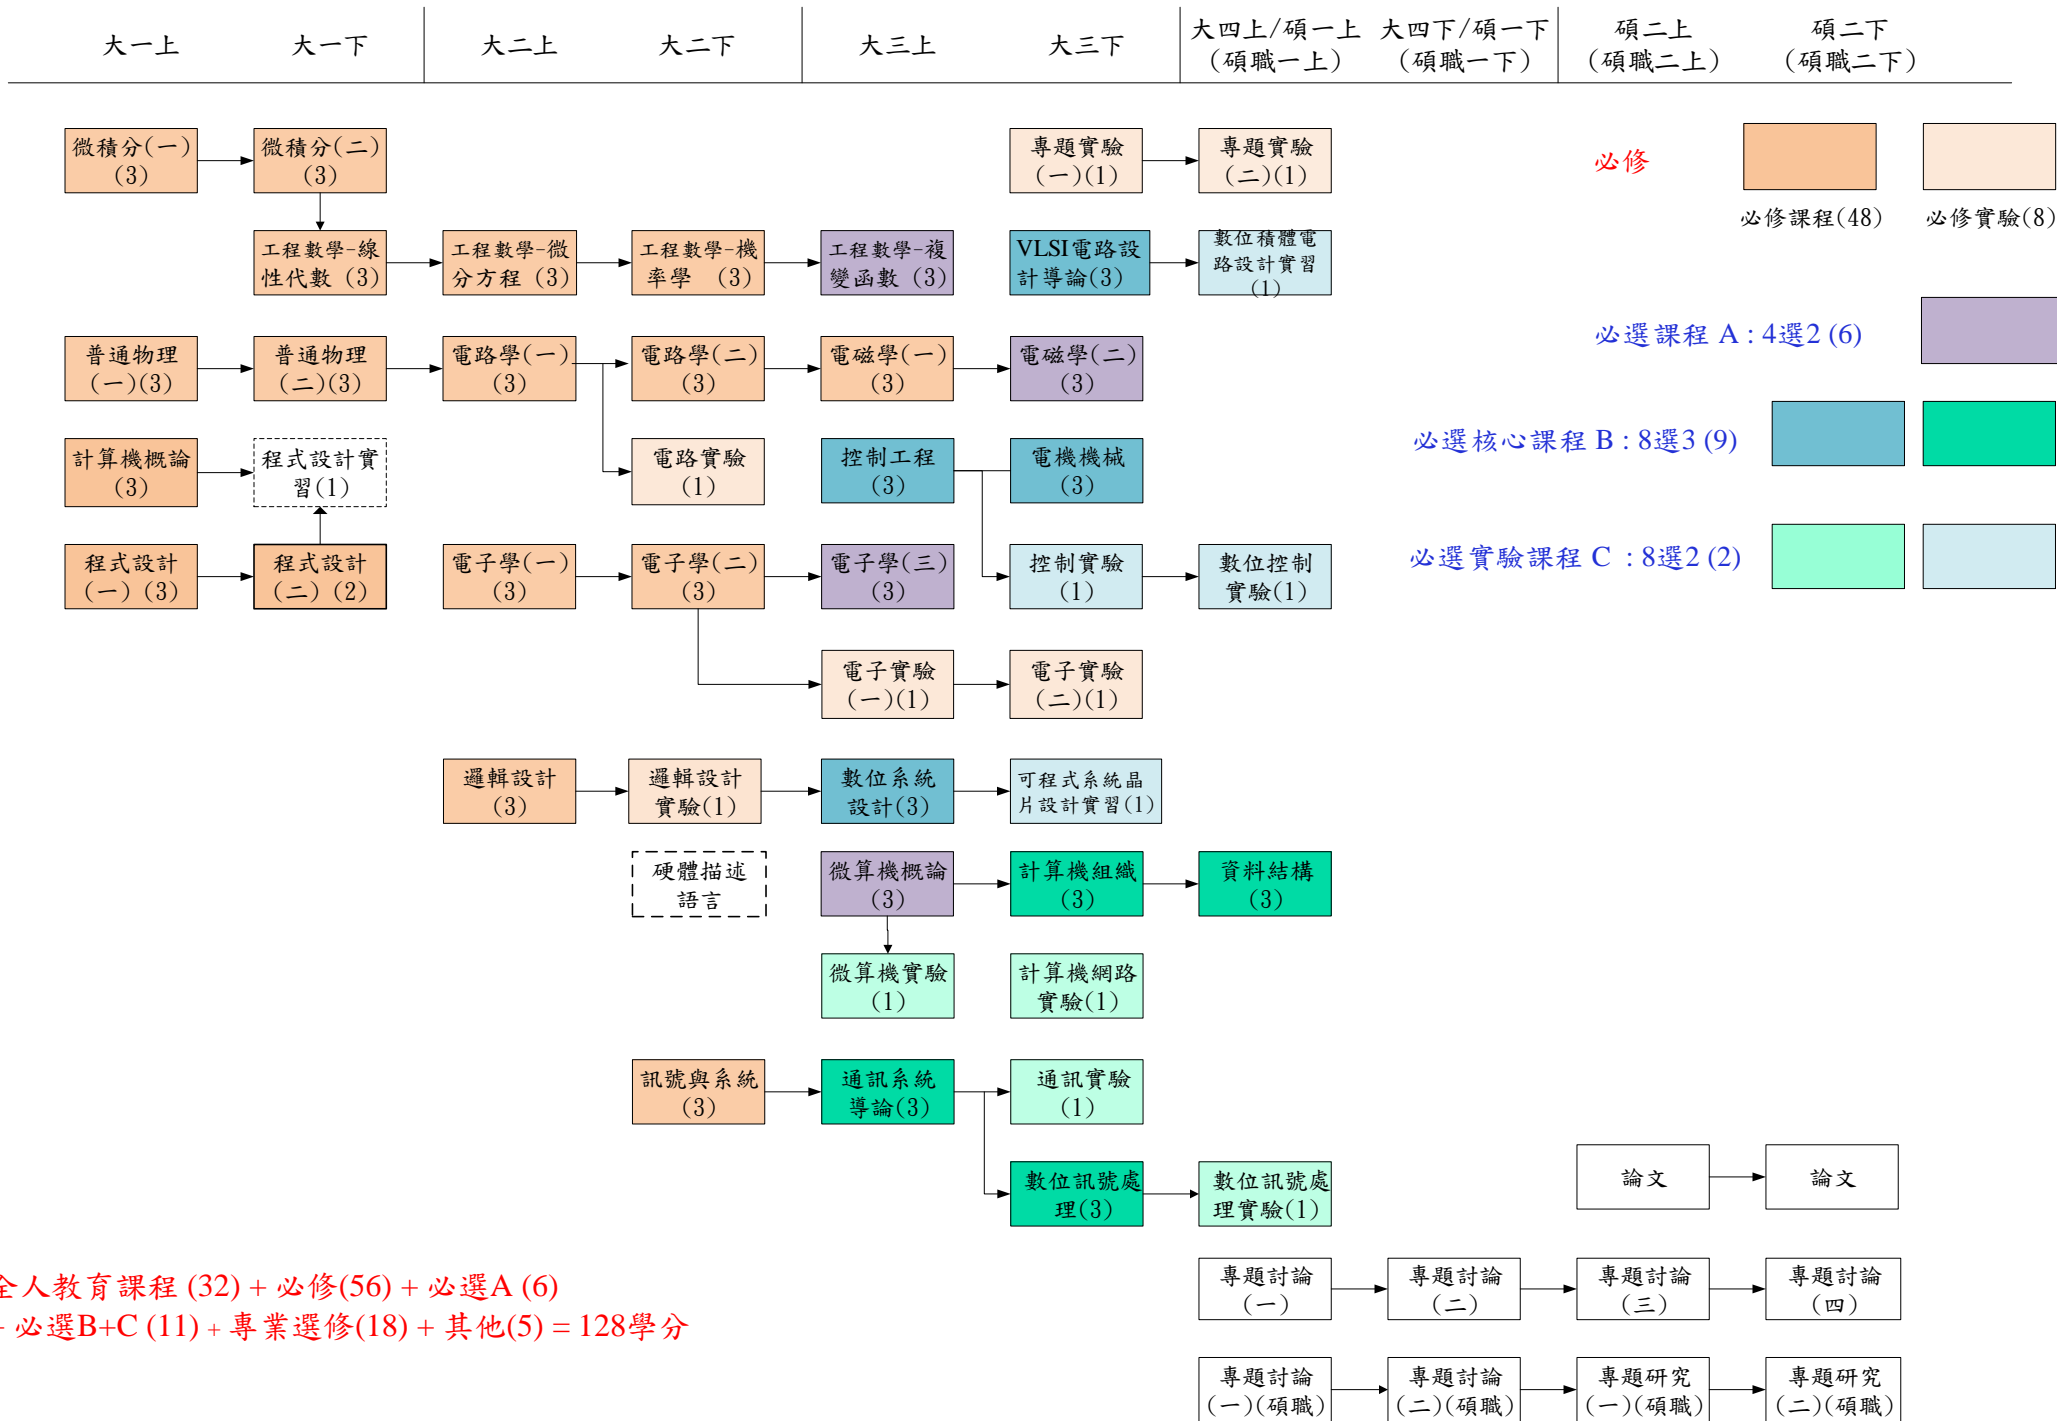 大一上
大一下
大二上
大二下
大三上
大三下
大四上/碩一上
(碩職一上)
大四下/碩一下
(碩職一下)
碩二上
(碩職二上)
碩二下
(碩職二下)
微積分(一)
(3)
微積分(二)
(3)
專題實驗
(一)(1)
專題實驗
(二)(1)
必修
必修課程(48)
必修實驗(8)
工程數學-線
性代數 (3)
工程數學-微
分方程 (3)
工程數學-機
率學 (3)
工程數學-複
變函數 (3)
VLSI電路設
計導論(3)
數位積體電
路設計實習
(1)
必選課程 A : 4選2 (6)
普通物理
(一)(3)
普通物理
(二)(3)
電路學(一)
(3)
電路學(二)
(3)
電磁學(一)
(3)
電磁學(二)
(3)
必選核心課程 B : 8選3 (9)
計算機概論
(3)
程式設計實
習(1)
電路實驗
(1)
控制工程
(3)
電機機械
(3)
必選實驗課程 C : 8選2 (2)
程式設計
(一) (3)
程式設計
(二) (2)
電子學(一)
(3)
電子學(二)
(3)
電子學(三)
(3)
控制實驗
(1)
數位控制
實驗(1)
電子實驗
(一)(1)
電子實驗
(二)(1)
邏輯設計
(3)
邏輯設計
實驗(1)
數位系統
設計(3)
可程式系統晶
片設計實習(1)
硬體描述
語言
微算機概論
(3)
計算機組織
(3)
資料結構
(3)
微算機實驗
(1)
計算機網路
實驗(1)
訊號與系統
(3)
通訊系統
導論(3)
通訊實驗
(1)
數位訊號處
理(3)
數位訊號處
理實驗(1)
論文
論文
全人教育課程 (32) + 必修(56) + 必選A (6)
+ 必選B+C (11) + 專業選修(18) + 其他(5) = 128學分
專題討論
(一)
專題討論
(二)
專題討論
(三)
專題討論
(四)
專題討論
(一)(碩職)
專題討論
(二)(碩職)
專題研究
(一)(碩職)
專題研究
(二)(碩職)